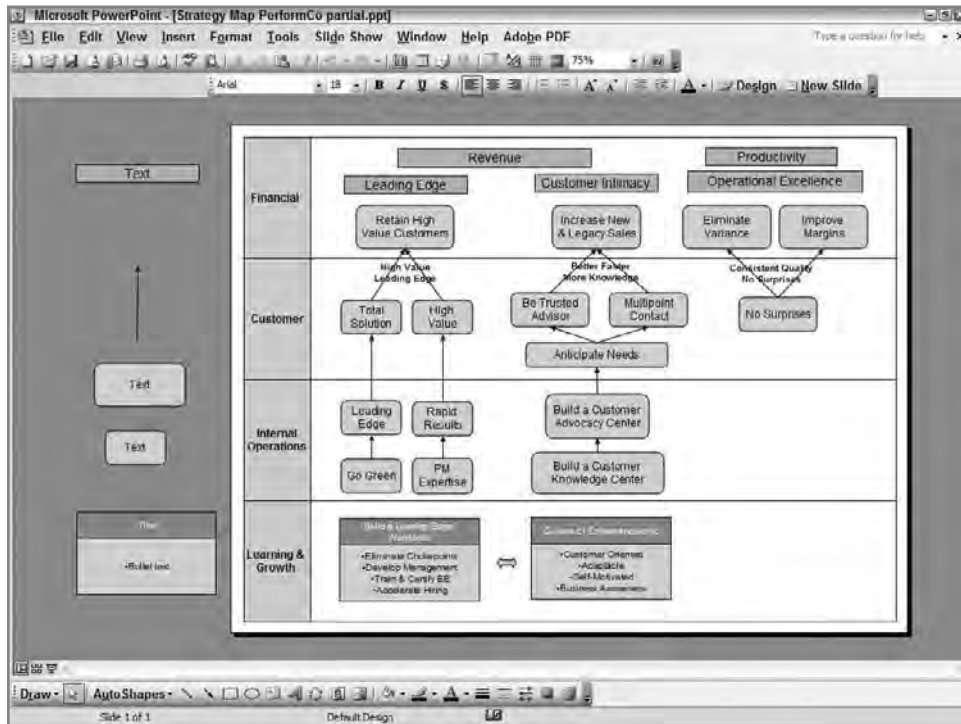 Microsoft PowerPoint - [Strategy Map PerformCo partial.ppt]
File Edit View Insert Format Tools Slide Show Window Help Adobe PDF
Type a question for help
75%
Arial 18 B I U S A A A Design New Slide
Text
Text
Text
Bullet text
Revenue
Productivity
Leading Edge
Customer Intimacy
Operational Excellence
Financial
Retain High
Value Customers
Increase New
& Legacy Sales
Eliminate
Variance
Improve
Margins
High Value
Leading Edge
Better Faster
More Knowledge
Consistent Quality
No Surprises
Customer
Total
Solution
High
Value
Be Trusted
Advisor
Multipoint
Contact
No Surprises
Anticipate Needs
Internal
Operations
Leading
Edge
Rapid
Results
Build a Customer
Advocacy Center
Go Green
PM
Expertise
Build a Customer
Knowledge Center
Learning &
Growth
•Eliminate Chokepoints
•Develop Management
•Train & Certify EE
•Accelerate Hiring
•Customer Oriented
•Adaptable
•Self-Motivated
•Business Awareness
Draw AutoShapes
Slide 1 of 1
Default Design